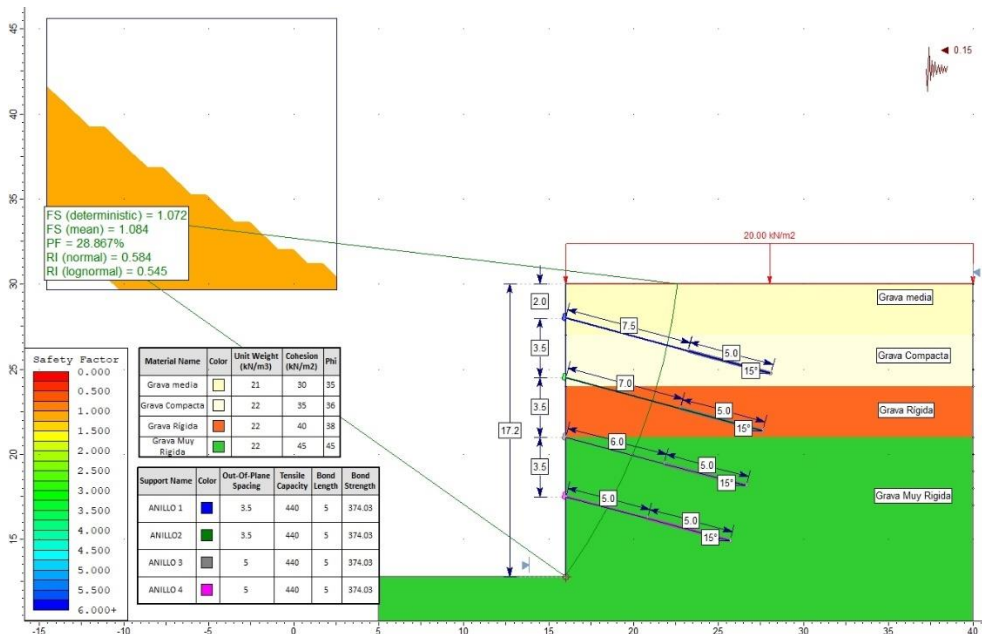 45
40
35
30
25
20
15
-15
-10
-5
0
5
10
15
20
25
30
35
40
0.15
FS (deterministic) = 1.072
FS (mean) = 1.084
PF = 28.867%
RI (normal) = 0.584
RI (lognormal) = 0.545
20.00 kN/m2
Safety Factor
0.000
0.500
1.000
1.500
2.000
2.500
3.000
3.500
4.000
4.500
5.000
5.500
6.000+
Material Name Color Unit Weight (kN/m3) Cohesion (kN/m2) Phi
Grava media 21 30 35
Grava Compacta 22 35 36
Grava Rígida 22 40 38
Grava Muy Rigida 22 45 45
Support Name Color Out-Of-Plane Spacing Tensile Capacity Bond Length Bond Strength
ANILLO 1 3.5 440 5 374.03
ANILLO2 3.5 440 5 374.03
ANILLO 3 5 440 5 374.03
ANILLO 4 5 440 5 374.03
17.2
2.0
3.5
3.5
3.5
7.5
5.0
15°
7.0
5.0
15°
6.0
5.0
15°
5.0
5.0
15°
Grava media
Grava Compacta
Grava Rígida
Grava Muy Rigida